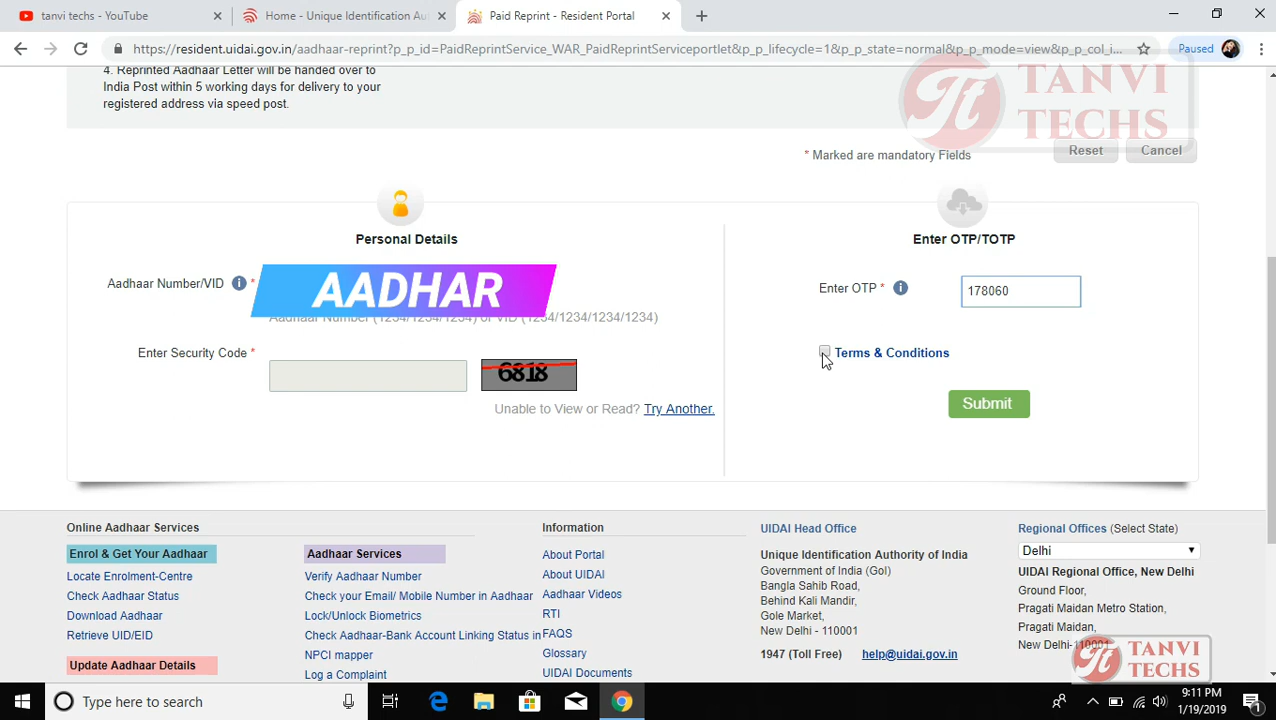 tanvi techs - YouTube
Home - Unique Identification Au
Paid Reprint - Resident Portal
https://resident.uidai.gov.in/aadhaar-reprint?p_p_id=PaidReprintService_WAR_PaidReprintServiceportlet&p_p_lifecycle=1&p_p_state=normal&p_p_mode=view&p_p_col_i...
Paused
4. Reprinted Aadhaar Letter will be handed over to
India Post within 5 working days for delivery to your
registered address via speed post.
Tt TANVI
TECHS
* Marked are mandatory Fields
Reset
Cancel
Personal Details
Enter OTP/TOTP
Aadhaar Number/VID i *
AADHAR
Aadhaar Number (1234/1234/1234) or VID (1234/1234/1234/1234)
Enter OTP * i
178060
Enter Security Code *
6818
Terms & Conditions
Unable to View or Read? Try Another.
Submit
Online Aadhaar Services
Enrol & Get Your Aadhaar
Locate Enrolment-Centre
Check Aadhaar Status
Download Aadhaar
Retrieve UID/EID
Update Aadhaar Details
Aadhaar Services
Verify Aadhaar Number
Check your Email/ Mobile Number in Aadhaar
Lock/Unlock Biometrics
Check Aadhaar-Bank Account Linking Status in
NPCI mapper
Log a Complaint
Information
About Portal
About UIDAI
Aadhaar Videos
RTI
FAQS
Glossary
UIDAI Documents
UIDAI Head Office
Unique Identification Authority of India
Government of India (GoI)
Bangla Sahib Road,
Behind Kali Mandir,
Gole Market,
New Delhi - 110001
1947 (Toll Free) help@uidai.gov.in
Regional Offices (Select State)
Delhi
UIDAI Regional Office, New Delhi
Ground Floor,
Pragati Maidan Metro Station,
Pragati Maidan,
New Delhi-110001
Tt TANVI
TECHS
Type here to search
9:11 PM
1/19/2019
1